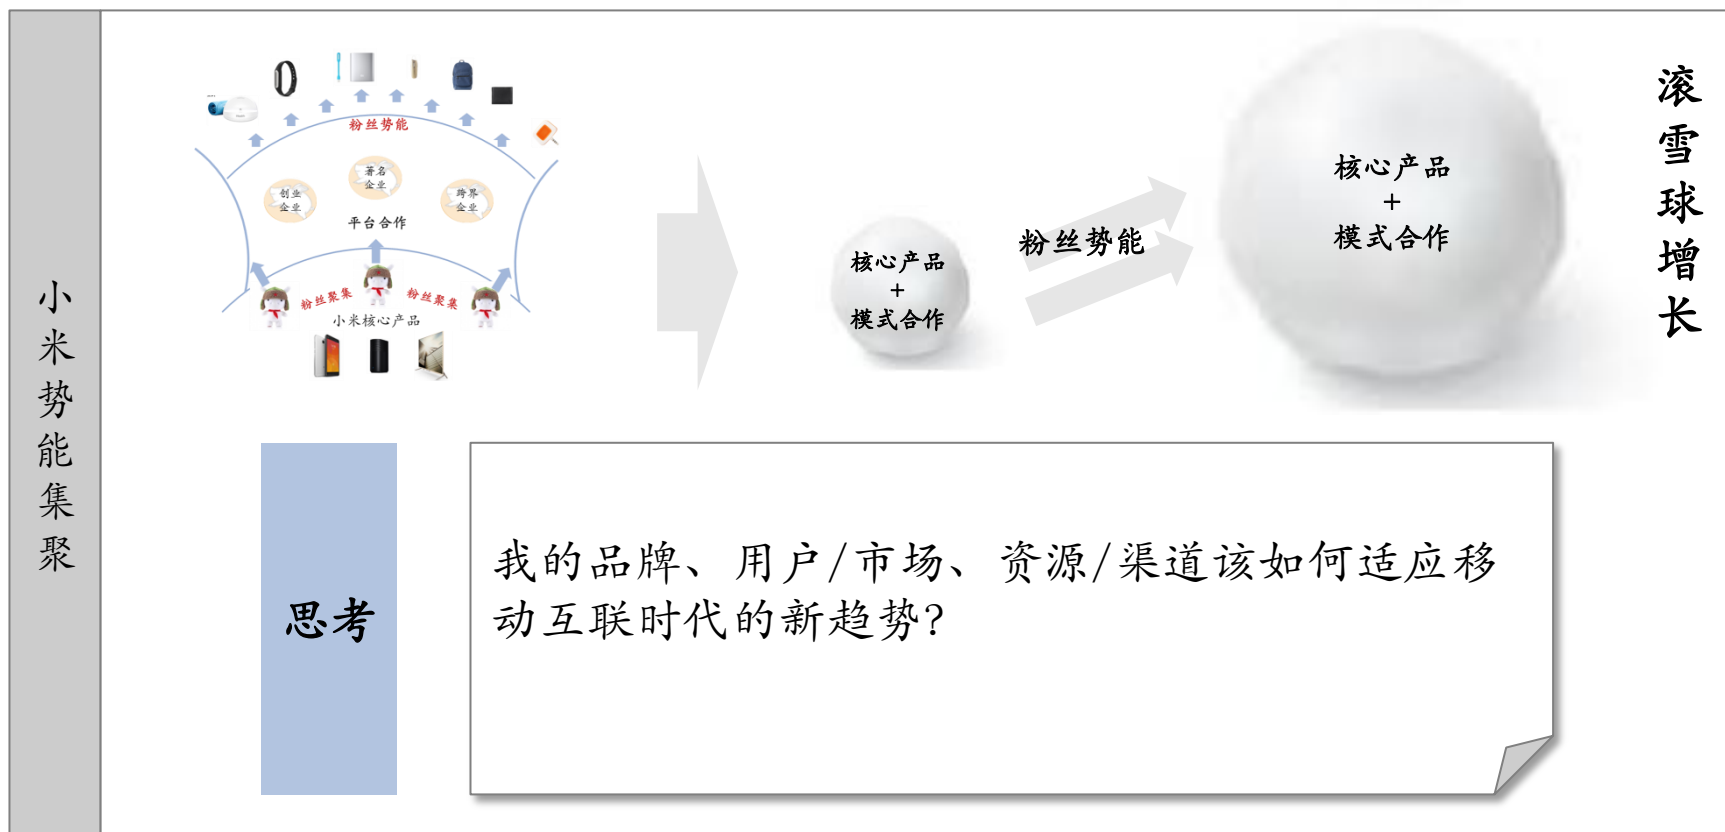 小米势能集聚
粉丝势能
著名
企业
创业
企业
跨界
企业
平台合作
粉丝聚集
粉丝聚集
小米核心产品
核心产品
+
模式合作
粉丝势能
核心产品
+
模式合作
滚雪球增长
思考
我的品牌、用户/市场、资源/渠道该如何适应移
动互联时代的新趋势?